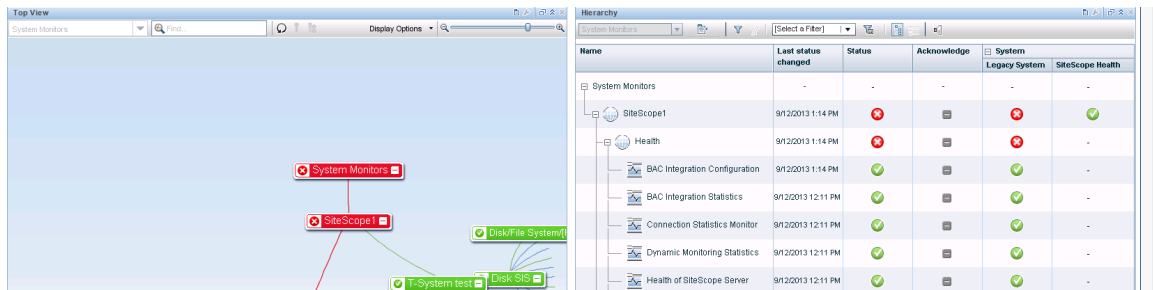 Top View
System Monitors
Find...
Display Options
System Monitors
SiteScope1
Disk/File System/[
T-System test
Disk SIS
Hierarchy
System Monitors
[Select a Filter]
Name
Last status changed
Status
Acknowledge
System
Legacy System
SiteScope Health
System Monitors - - - - -
SiteScope1 9/12/2013 1:14 PM
Health 9/12/2013 1:14 PM -
BAC Integration Configuration 9/12/2013 1:14 PM -
BAC Integration Statistics 9/12/2013 12:11 PM -
Connection Statistics Monitor 9/12/2013 12:11 PM -
Dynamic Monitoring Statistics 9/12/2013 12:11 PM -
Health of SiteScope Server 9/12/2013 12:11 PM -